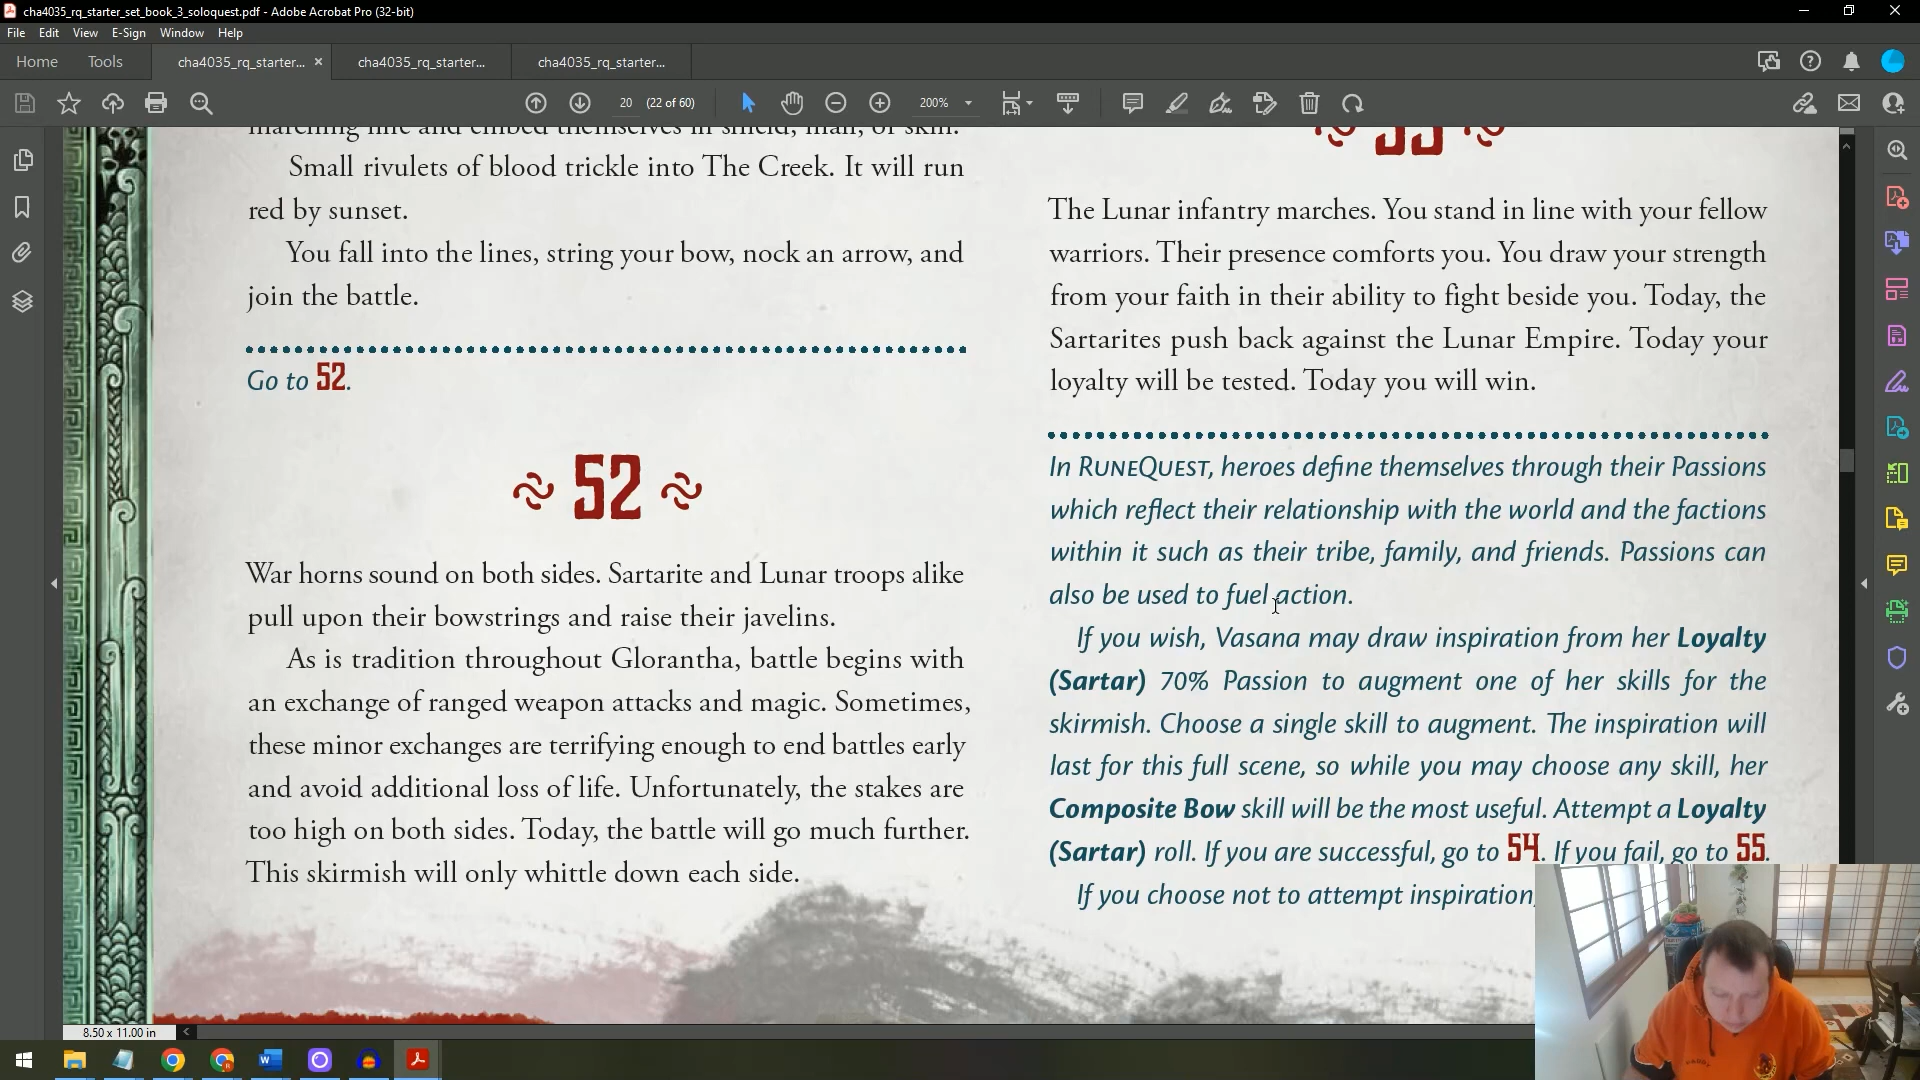 cha4035_rq_starter_set_book_3_soloquest.pdf - Adobe Acrobat Pro (32-bit)
File Edit View E-Sign Window Help
Home Tools cha4035_rq_starter... × cha4035_rq_starter... cha4035_rq_starter...
20 (22 of 60) 200%
marching line and embed themselves in shield, man, or skin.
Small rivulets of blood trickle into The Creek. It will run
red by sunset.
You fall into the lines, string your bow, nock an arrow, and
join the battle.
Go to 52.
52
War horns sound on both sides. Sartarite and Lunar troops alike
pull upon their bowstrings and raise their javelins.
As is tradition throughout Glorantha, battle begins with
an exchange of ranged weapon attacks and magic. Sometimes,
these minor exchanges are terrifying enough to end battles early
and avoid additional loss of life. Unfortunately, the stakes are
too high on both sides. Today, the battle will go much further.
This skirmish will only whittle down each side.
53
The Lunar infantry marches. You stand in line with your fellow
warriors. Their presence comforts you. You draw your strength
from your faith in their ability to fight beside you. Today, the
Sartarites push back against the Lunar Empire. Today your
loyalty will be tested. Today you will win.
In RuneQuest, heroes define themselves through their Passions
which reflect their relationship with the world and the factions
within it such as their tribe, family, and friends. Passions can
also be used to fuel action.
If you wish, Vasana may draw inspiration from her Loyalty
(Sartar) 70% Passion to augment one of her skills for the
skirmish. Choose a single skill to augment. The inspiration will
last for this full scene, so while you may choose any skill, her
Composite Bow skill will be the most useful. Attempt a Loyalty
(Sartar) roll. If you are successful, go to 54. If you fail, go to 55.
If you choose not to attempt inspiration,
8.50 x 11.00 in